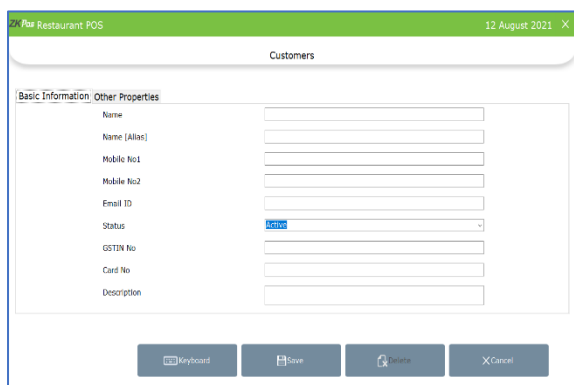 ZKPos Restaurant POS 12 August 2021 X
Customers
Basic Information Other Properties
Name
Name [Alias]
Mobile No1
Mobile No2
Email ID
Status Active
GSTIN No
Card No
Description
Keyboard Save Delete Cancel